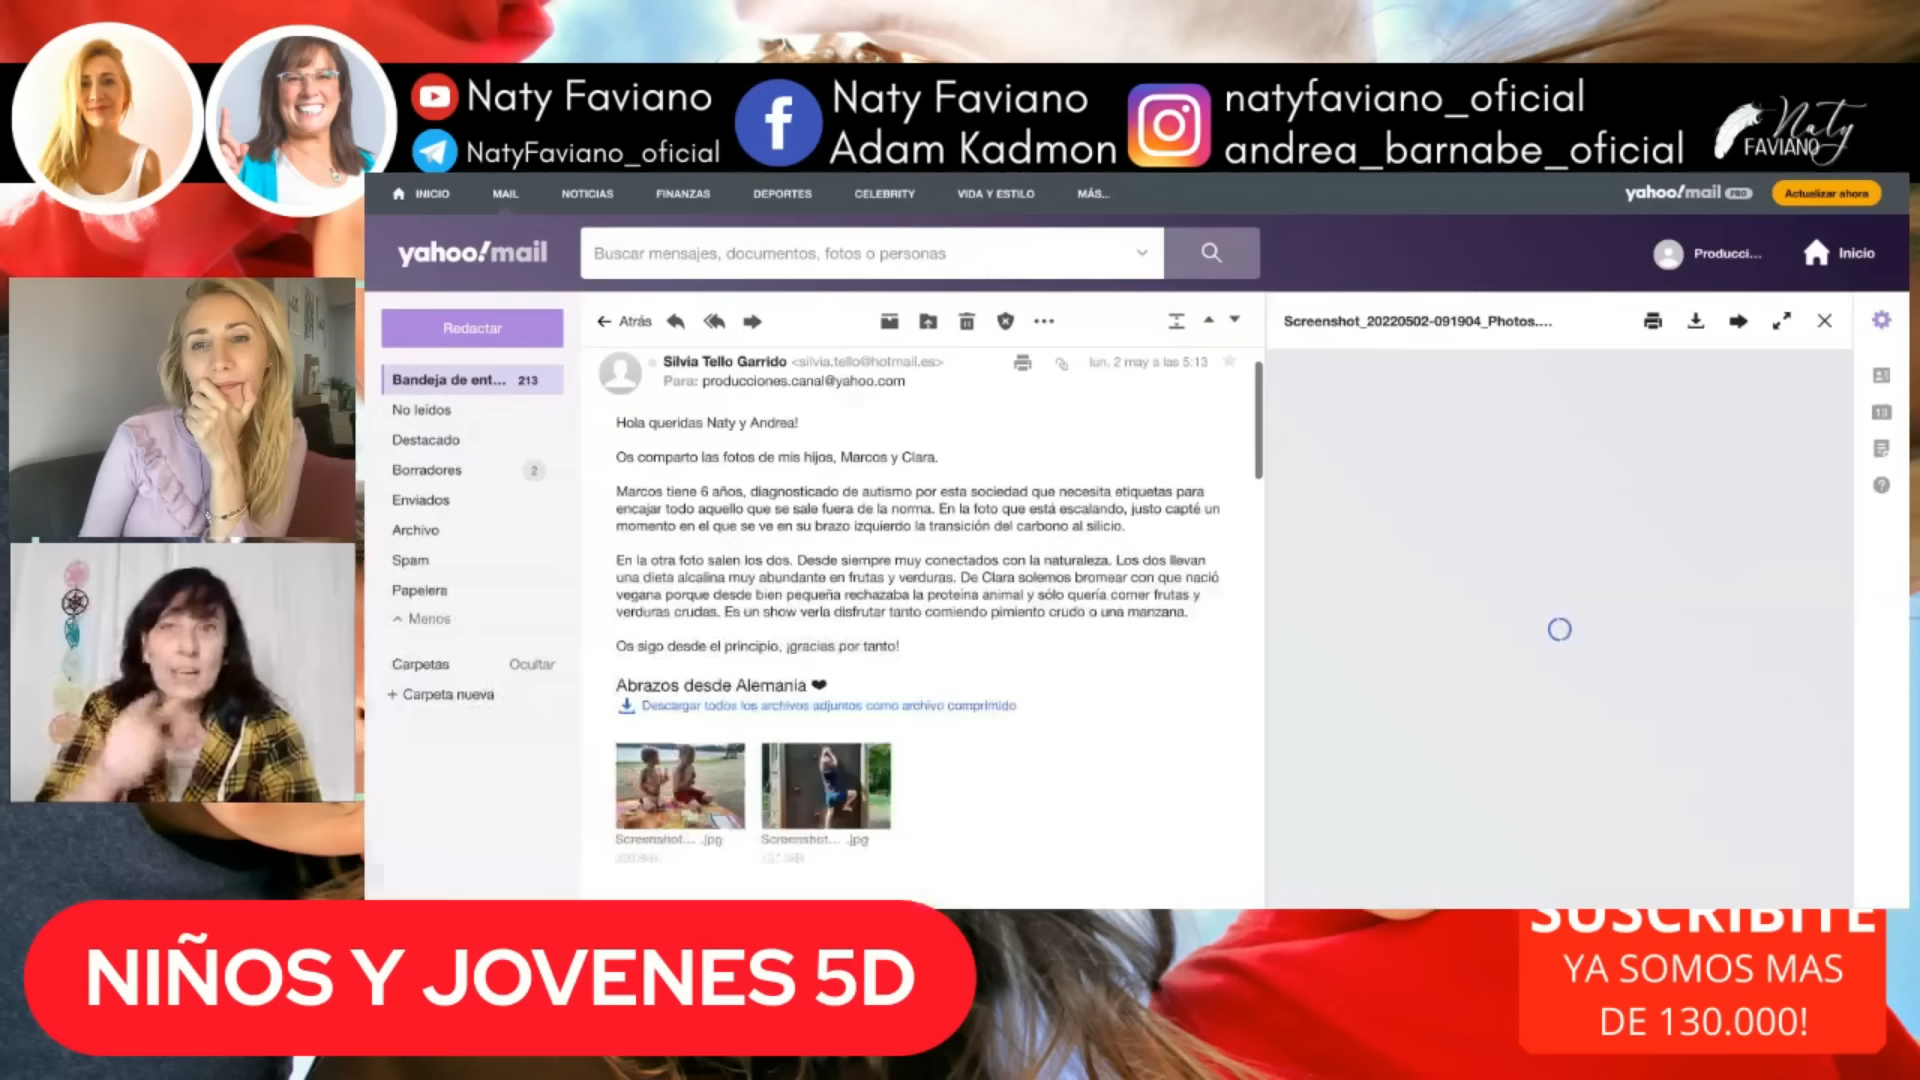 Naty Faviano
NatyFaviano_oficial
Naty Faviano
Adam Kadmon
natyfaviano_oficial
andrea_barnabe_oficial
Naty
FAVIANO
INICIO MAIL NOTICIAS FINANZAS DEPORTES CELEBRITY VIDA Y ESTILO MÁS...
yahoo!mail PRO Actualizar ahora
yahoo!mail
Buscar mensajes, documentos, fotos o personas
Producci... Inicio
Redactar
Bandeja de ent... 213
No leídos
Destacado
Borradores 2
Enviados
Archivo
Spam
Papelera
Menos
Carpetas Ocultar
+ Carpeta nueva
Atrás
Silvia Tello Garrido <silvia.tello@hotmail.es> lun, 2 may a las 5:13
Para: producciones.canal@yahoo.com
Hola queridas Naty y Andrea!
Os comparto las fotos de mis hijos, Marcos y Clara.
Marcos tiene 6 años, diagnosticado de autismo por esta sociedad que necesita etiquetas para
encajar todo aquello que se sale fuera de la norma. En la foto que está escalando, justo capté un
momento en el que se ve en su brazo izquierdo la transición del carbono al silicio.
En la otra foto salen los dos. Desde siempre muy conectados con la naturaleza. Los dos llevan
una dieta alcalina muy abundante en frutas y verduras. De Clara solemos bromear con que nació
vegana porque desde bien pequeña rechazaba la proteína animal y sólo quería comer frutas y
verduras crudas. Es un show verla disfrutar tanto comiendo pimiento crudo o una manzana.
Os sigo desde el principio, ¡gracias por tanto!
Abrazos desde Alemania ❤
Descargar todos los archivos adjuntos como archivo comprimido
Screenshot... .jpg
Screenshot... .jpg
Screenshot_20220502-091904_Photos....
13
NIÑOS Y JOVENES 5D
SUSCRIBITE
YA SOMOS MAS
DE 130.000!